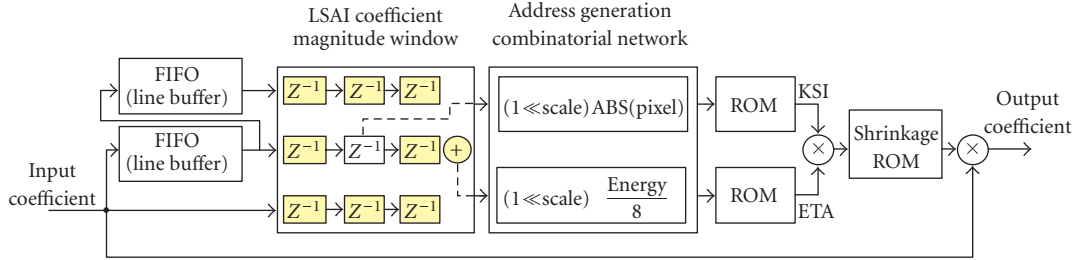 LSAI coefficient
magnitude window
Address generation
combinatorial network
FIFO
(line buffer)
Z⁻¹ Z⁻¹ Z⁻¹
(1≪scale) ABS(pixel)
ROM
KSI
Output
coefficient
FIFO
(line buffer)
Z⁻¹ Z⁻¹ Z⁻¹ +
×
Shrinkage
ROM
×
Input
coefficient
Z⁻¹ Z⁻¹ Z⁻¹
(1≪scale) Energy
8
ROM
ETA